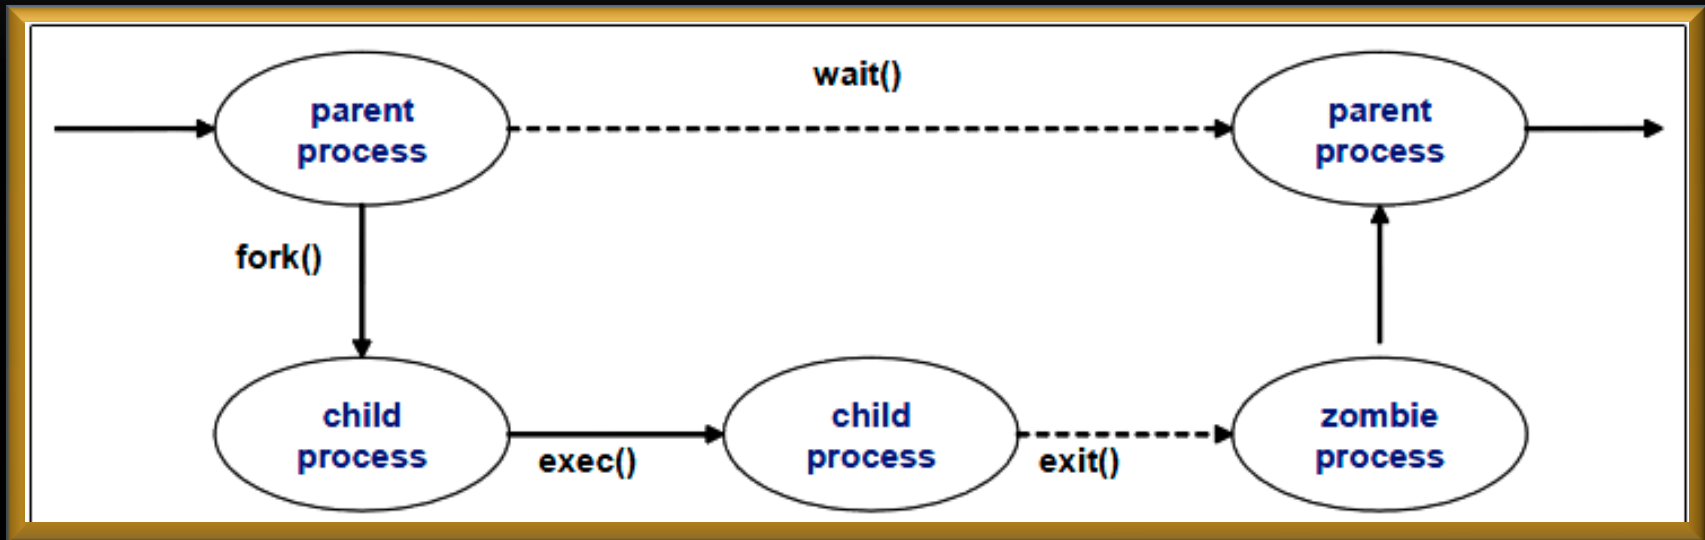 wait()
parent
process
parent
process
fork()
child
process
exec()
child
process
exit()
zombie
process